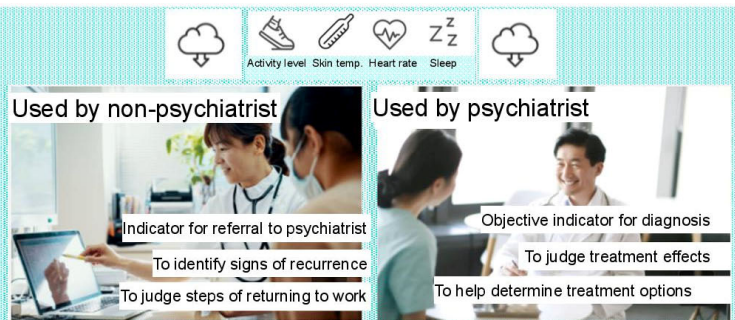 Activity level Skin temp. Heart rate Sleep
Used by non-psychiatrist
Indicator for referral to psychiatrist
To identify signs of recurrence
To judge steps of returning to work
Used by psychiatrist
Objective indicator for diagnosis
To judge treatment effects
To help determine treatment options